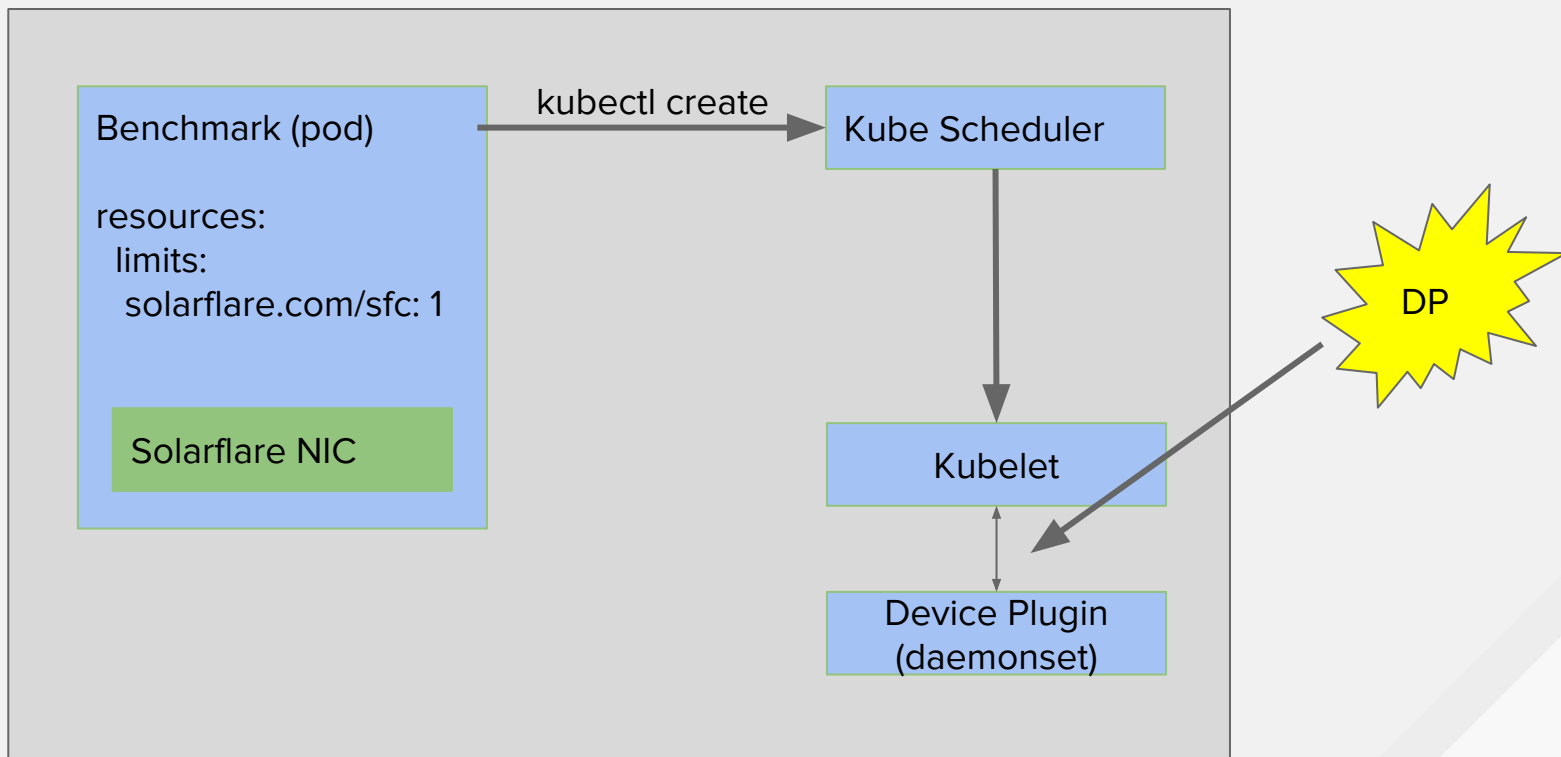 Benchmark (pod)
resources:
limits:
solarflare.com/sfc: 1
Solarflare NIC
kubectl create
Kube Scheduler
Kubelet
Device Plugin
(daemonset)
DP